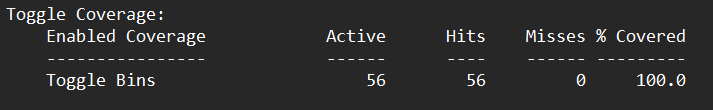 Toggle Coverage:
    Enabled Coverage            Active      Hits    Misses % Covered
    ----------------            ------      ----    ------ ---------
    Toggle Bins                     56        56         0     100.0